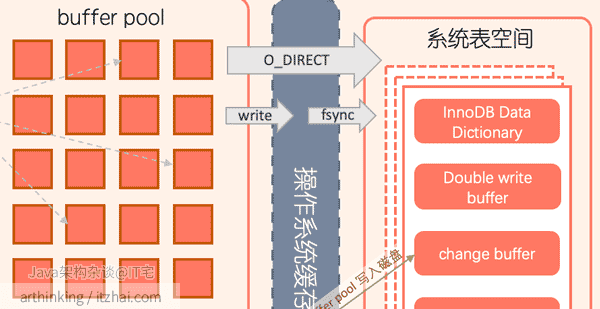 buffer pool
O_DIRECT
write
fsync
操作系统缓存
系统表空间
InnoDB Data
Dictionary
Double write
buffer
change buffer
ffer pool 写入磁盘
Java架构杂谈@IT宅
arthinking / itzhai.com